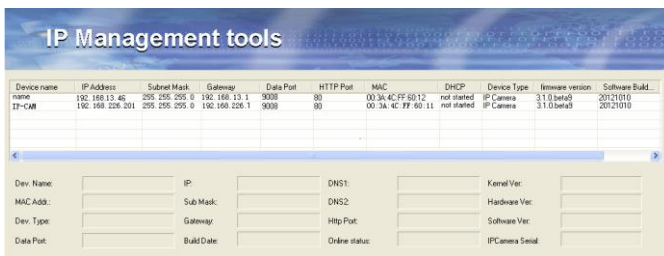 IP Management tools
Device name IP Address Subnet Mask Gateway Data Port HTTP Port MAC DHCP Device Type firmware version Software Build...
name 192.168.13.46 255.255.255.0 192.168.13.1 9008 80 00:3A:4C:FF:60:12 not started IP Camera 3.1.0.beta9 20121010
IP-CAM 192.168.226.201 255.255.255.0 192.168.226.1 9008 80 00:3A:4C:FF:60:11 not started IP Camera 3.1.0.beta9 20121010
Dev. Name: IP: DNS1: Kernel Ver:
MAC Addr.: Sub Mask: DNS2: Hardware Ver:
Dev. Type: Gateway: Http Port: Software Ver:
Data Port: Build Date: Online status: IPCamera Serial: